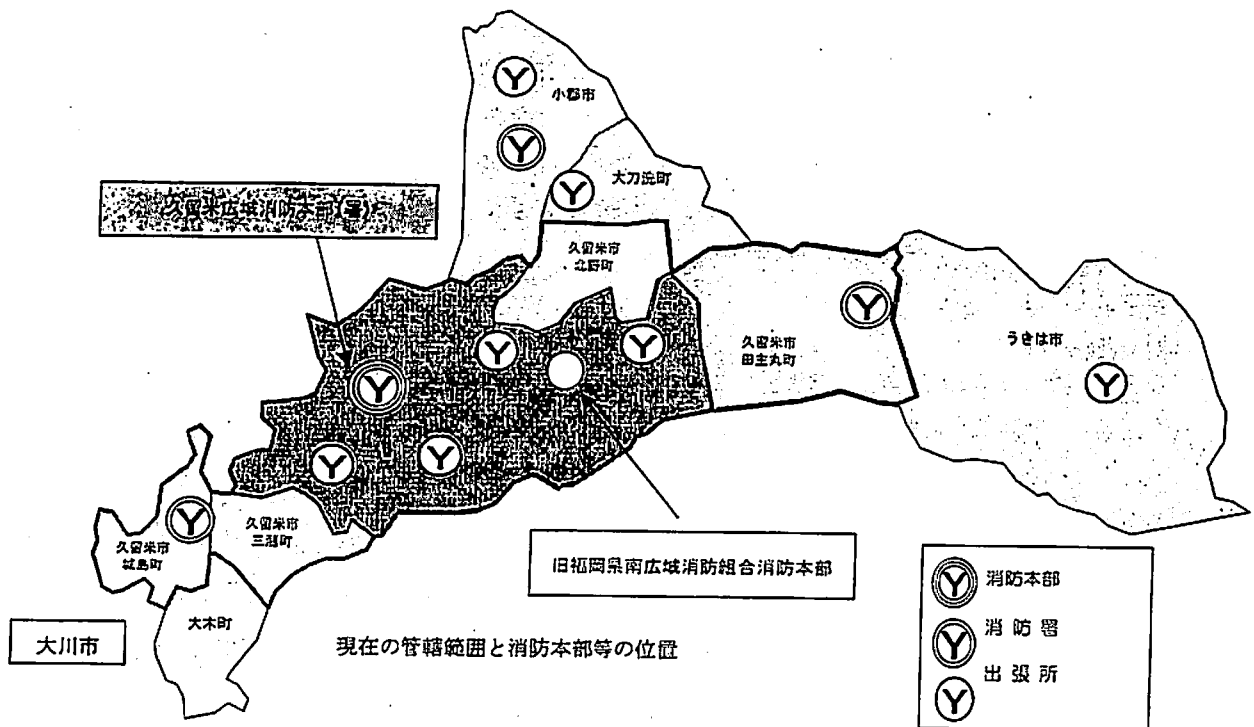 小郡市
大刀洗町
久留米広域消防本部(署)
久留米市
北野町
久留米市
田主丸町
うきは市
久留米市
城島町
久留米市
三潴町
旧福岡県南広域消防組合消防本部
大木町
大川市
現在の管轄範囲と消防本部等の位置
Y 消防本部
Y 消防署
Y 出張所